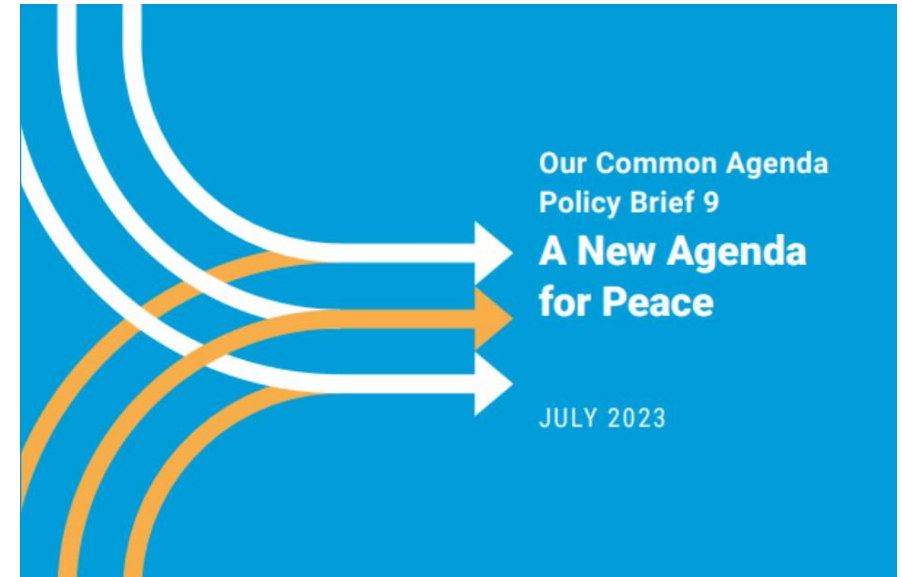 Our Common Agenda
Policy Brief 9
A New Agenda
for Peace
JULY 2023